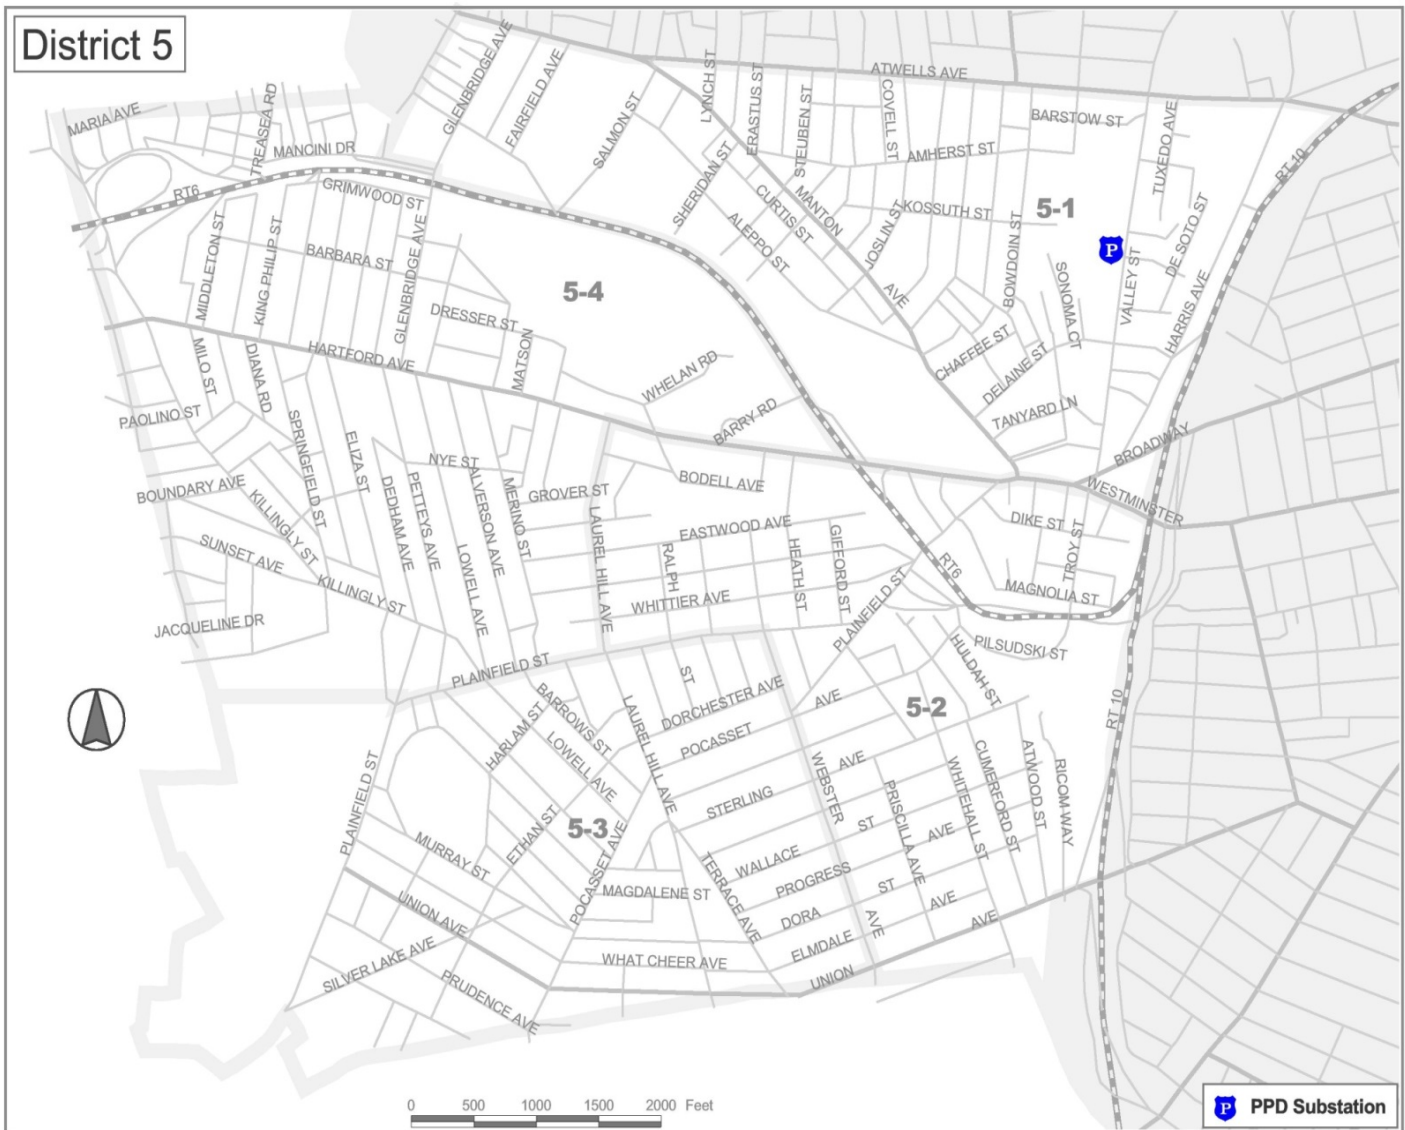 District 5
GLENBRIDGE AVE
FAIRFIELD AVE
SALMON ST
LYNCH ST
ERASTUS ST
STEUBEN ST
ATWELLS AVE
COVELL ST
BARSTOW ST
TUXEDO AVE
MARIA AVE
TREASEA RD
MANCINI DR
AMHERST ST
RT 10
RT6
GRIMWOOD ST
SHERIDAN ST
CURTIS ST
MANTON
AVE
ALEPPO ST
JOSLIN ST
KOSSUTH ST
5-1
P
BOWDOIN ST
SONOMA CT
VALLEY ST
DE SOTO ST
HARRIS AVE
MIDDLETON ST
KING PHILIP ST
BARBARA ST
GLENBRIDGE AVE
5-4
DRESSER ST
MATSON
HARTFORD AVE
WHELAN RD
BARRY RD
CHAFFEE ST
DELAINE ST
TANYARD LN
BROADWAY
WESTMINSTER
MILO ST
DIANA RD
PAOLINO ST
SPRINGFIELD ST
ELIZA ST
NYE ST
BOUNDARY AVE
KILLINGLY ST
DEDHAM AVE
PETTEYS AVE
ALVERSON AVE
MERINO ST
GROVER ST
BODELL AVE
DIKE ST
TROY ST
SUNSET AVE
KILLINGLY ST
LOWELL AVE
LAUREL HILL AVE
EASTWOOD AVE
RALPH
ST
HEATH ST
GIFFORD ST
WHITTIER AVE
RT6
MAGNOLIA ST
JACQUELINE DR
PLAINFIELD ST
PLAINFIELD ST
PILSUDSKI ST
HULDAH ST
5-2
BARROWS ST
HARLAM ST
LOWELL AVE
LAUREL HILL AVE
DORCHESTER AVE
POCASSET
AVE
RT 10
PLAINFIELD ST
STERLING
AVE
WEBSTER
AVE
WHITEHALL ST
CUMERFORD ST
ATWOOD ST
RICOM WAY
PRISCILLA AVE
5-3
ETHAN ST
MURRAY ST
POCASSET AVE
WALLACE
ST
PROGRESS
AVE
TERRACE AVE
MAGDALENE ST
DORA
ST
ELMDALE
AVE
UNION
AVE
UNION AVE
SILVER LAKE AVE
WHAT CHEER AVE
PRUDENCE AVE
0 500 1000 1500 2000 Feet
P PPD Substation